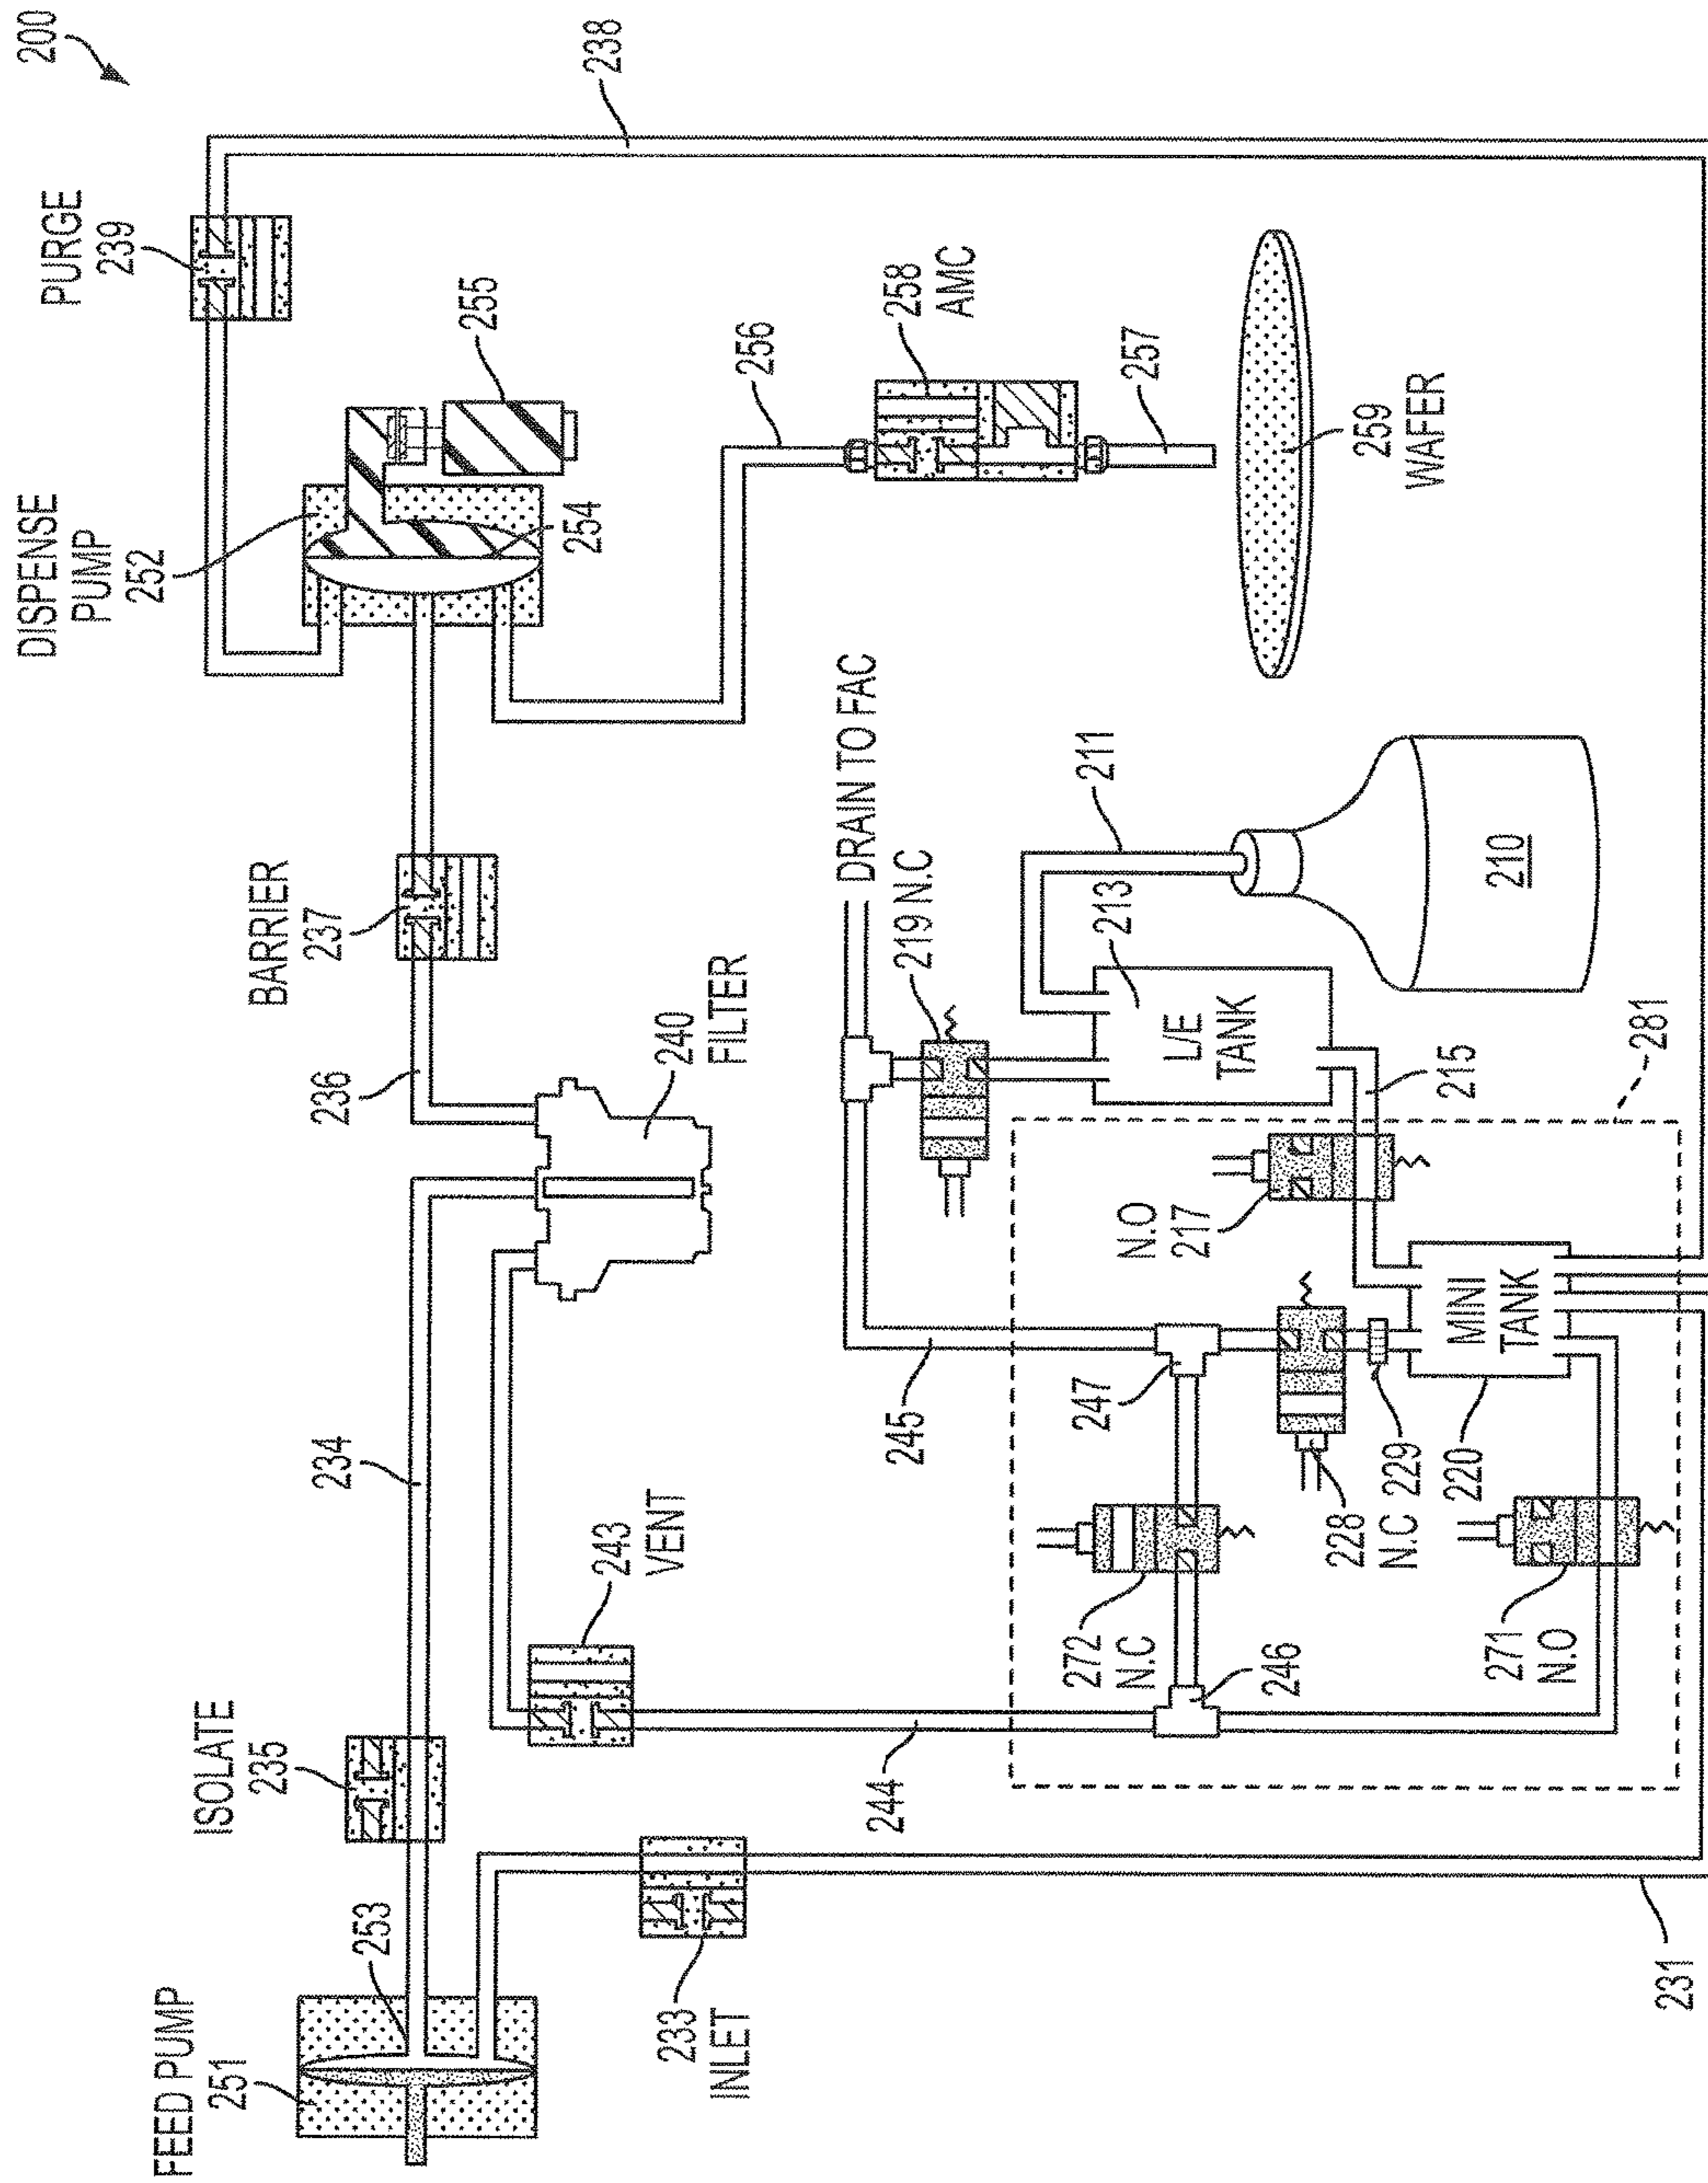 200
FEED PUMP
251
253
ISOLATE
235
234
236
BARRIER
237
DISPENSE
PUMP
252
PURGE
239
238
255
254
233
INLET
243
VENT
240
FILTER
256
258
AMC
257
259
WAFER
244
245
DRAIN TO FAC
219 N.C
213
211
L/E
TANK
210
272
N.C
246
247
N.O
217
215
281
228
N.C
229
MINI
TANK
220
271
N.O
231